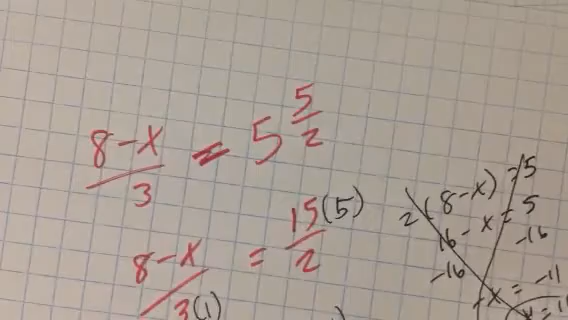 8-x/3 = 5 5/2
8-x/3(1) = 15(5)/2
2(8-x) = 5
16-x = 5
-16 -16
-x = -11